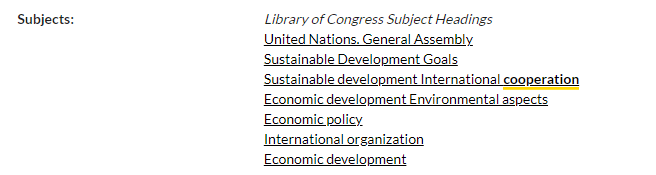 Subjects: Library of Congress Subject Headings
United Nations. General Assembly
Sustainable Development Goals
Sustainable development International cooperation
Economic development Environmental aspects
Economic policy
International organization
Economic development